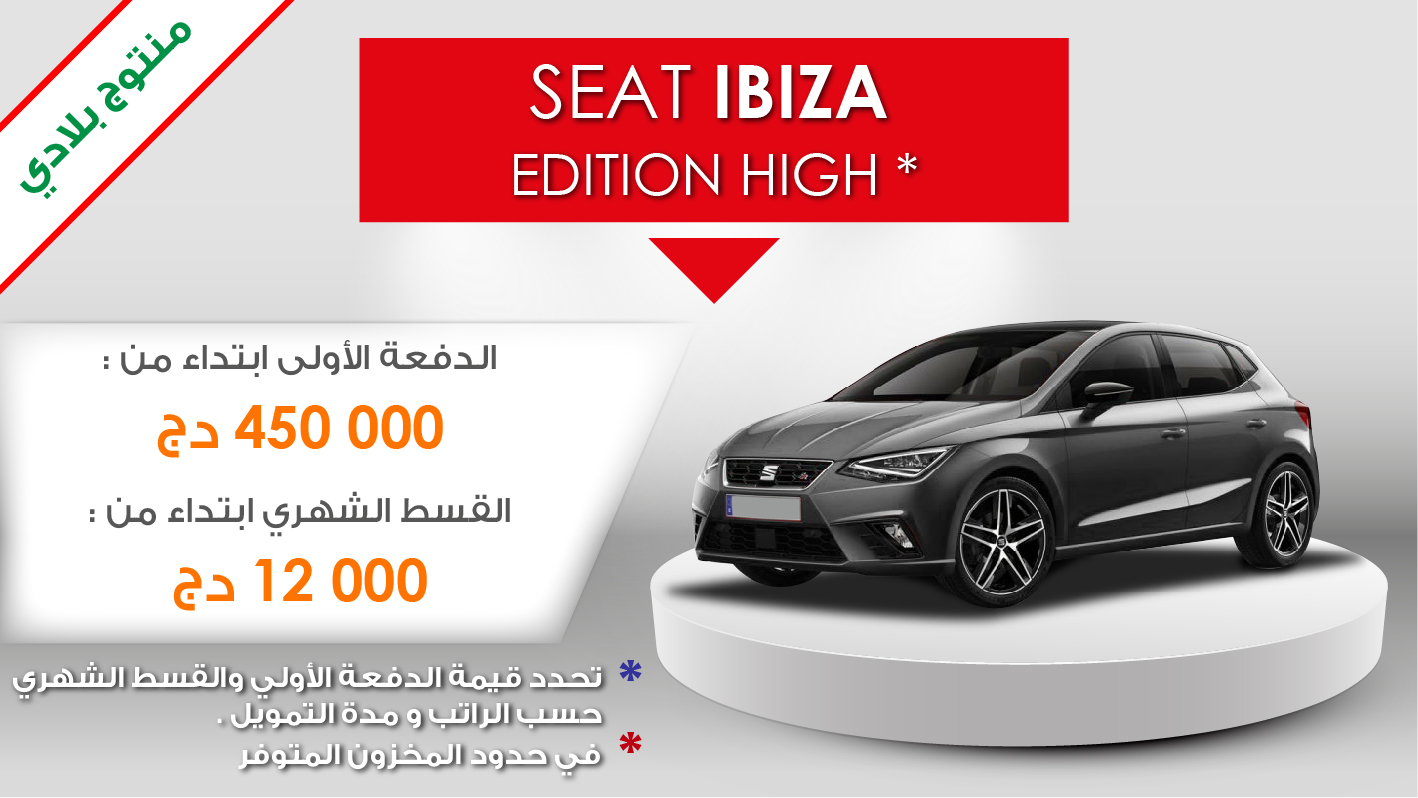 منتوج بلادي
SEAT IBIZA
EDITION HIGH *
الدفعة الأولى ابتداء من :
450 000 دج
القسط الشهري ابتداء من :
12 000 دج
* تحدد قيمة الدفعة الأولي والقسط الشهري
حسب الراتب و مدة التمويل .
* في حدود المخزون المتوفر